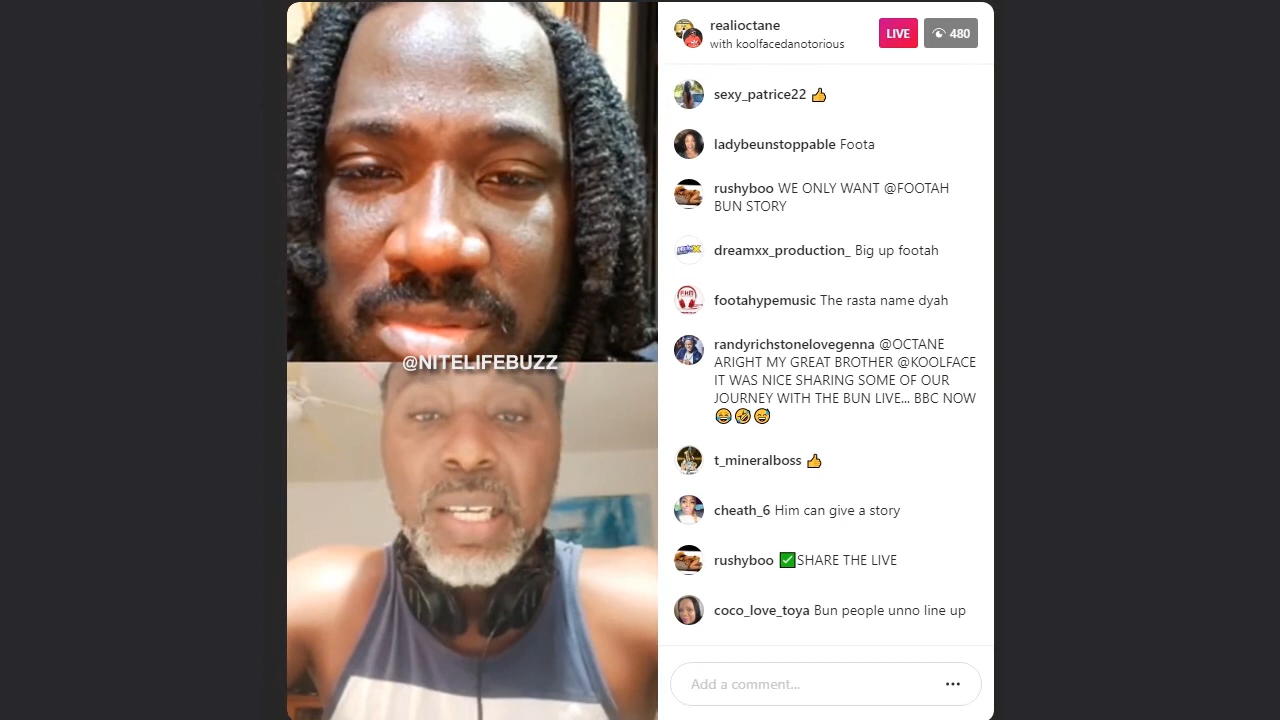 realioctane
with koolfacedanotorious
LIVE
480
sexy_patrice22 👍
ladybeunstoppable Foota
rushyboo WE ONLY WANT @FOOTAH
BUN STORY
dreamxx_production_ Big up footah
footahypemusic The rasta name dyah
randyrichstonelovegenna @OCTANE
ARIGHT MY GREAT BROTHER @KOOLFACE
IT WAS NICE SHARING SOME OF OUR
JOURNEY WITH THE BUN LIVE... BBC NOW
😂🤣😅
t_mineralboss 👍
cheath_6 Him can give a story
rushyboo ✅SHARE THE LIVE
coco_love_toya Bun people unno line up
Add a comment...
@NITELIFEBUZZ